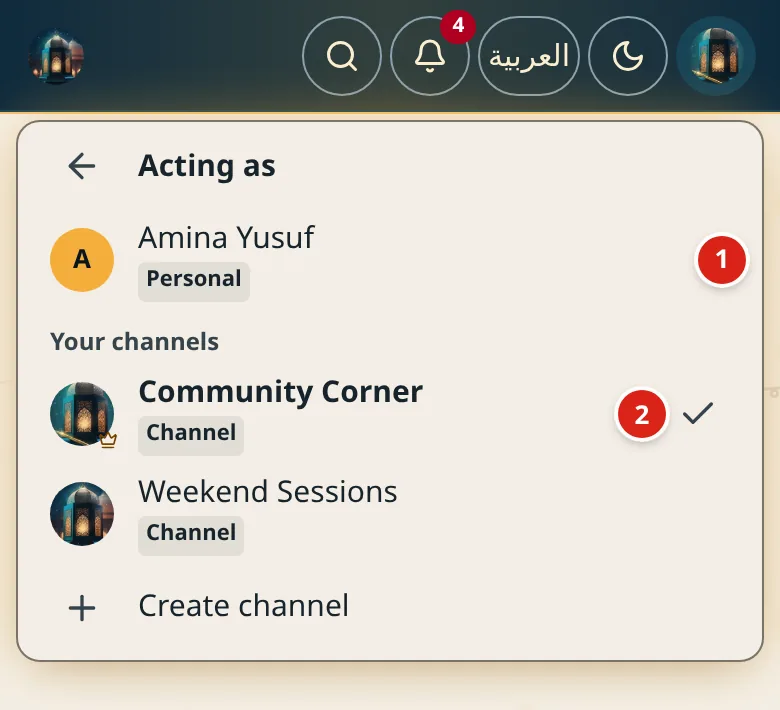 4
العربية
Acting as
A
Amina Yusuf
Personal
1
Your channels
Community Corner
Channel
2
Weekend Sessions
Channel
Create channel